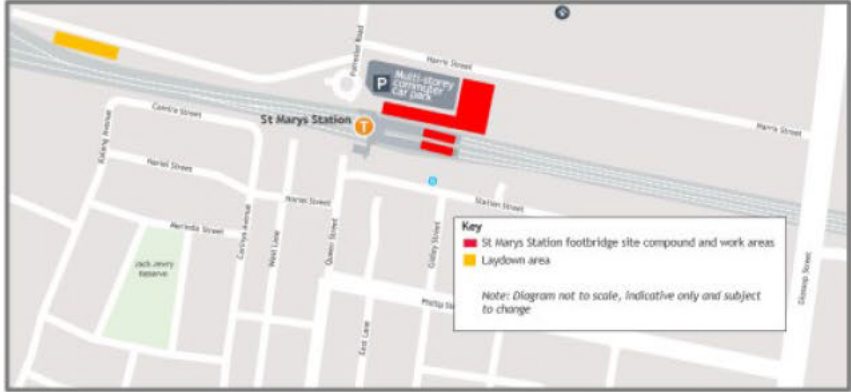 Forrester Road
Harris Street
P
Multi-storey
commuter
car park
St Marys Station
T
Harris Street
Camira Street
Kalang Avenue
Nariel Street
Nariel Street
Station Street
Merinda Street
Carinya Avenue
West Lane
Queen Street
Gidley Street
East Lane
Phillip
Glossop Street
Jack Jewry
Reserve
Key
St Marys Station footbridge site compound and work areas
Laydown area
Note: Diagram not to scale, indicative only and subject
to change